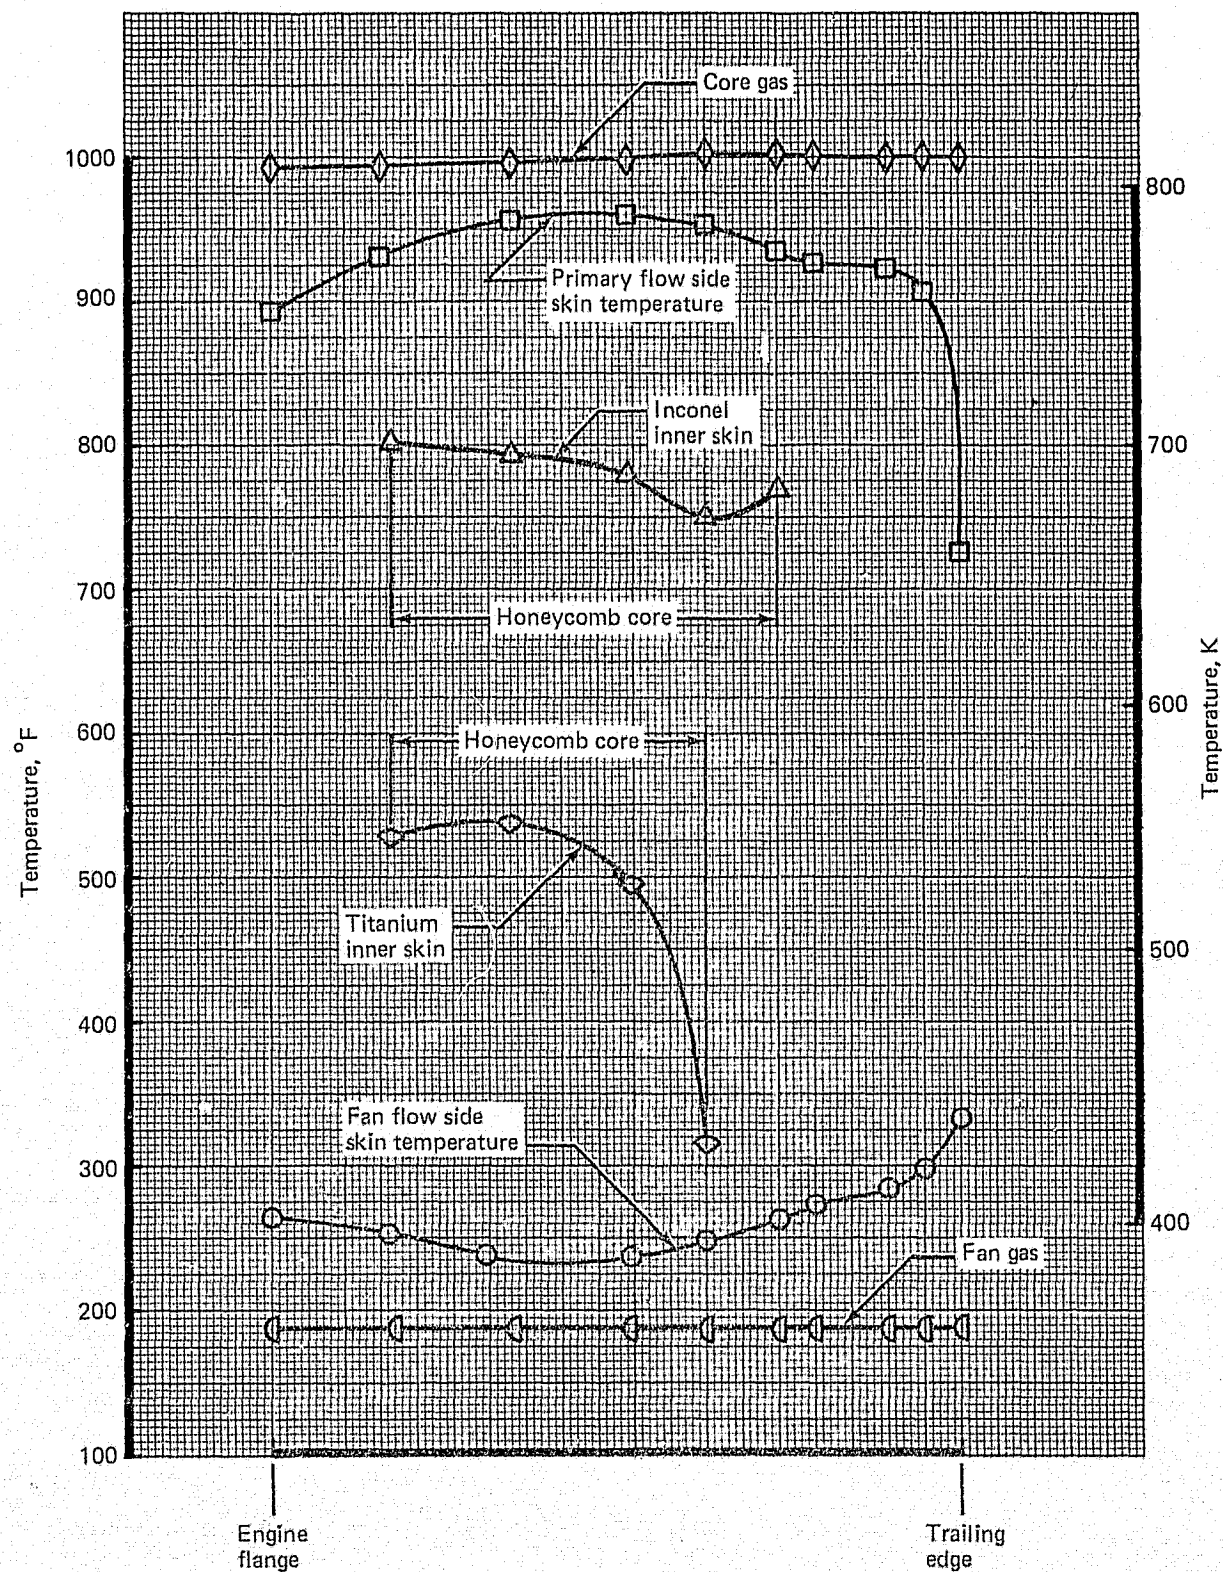 Core gas
1000
800
Primary flow side
skin temperature
900
Inconel
inner skin
800
700
700
Honeycomb core
600
600
Honeycomb core
Temperature, °F
Temperature, K
500
Titanium
inner skin
500
400
Fan flow side
skin temperature
300
400
Fan gas
200
100
Engine
flange
Trailing
edge